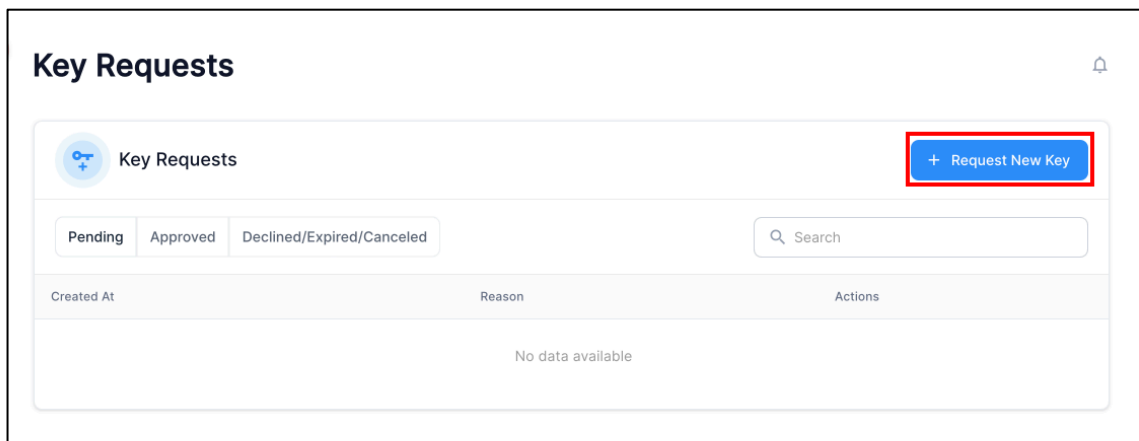 Key Requests
Key Requests
+ Request New Key
Pending
Approved
Declined/Expired/Canceled
Search
Created At
Reason
Actions
No data available